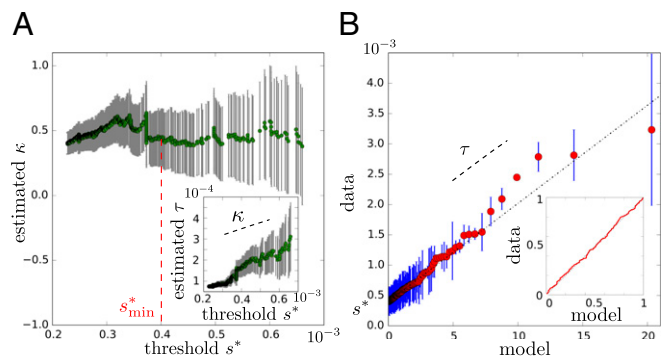 A
1.0
0.5
0.0
−0.5
−1.0
estimated κ
0.2 0.3 0.4 0.5 0.6
10⁻³
threshold s*
s*min
10⁻⁴
4
3
2
1
estimated τ
κ
0.2 0.4 0.6
10⁻³
threshold s*
B
10⁻³
4.0
3.5
3.0
2.5
2.0
1.5
1.0
0.5
s*
0.0
data
τ
0 5 10 15 20
model
1
0.5
0
data
0 0.5 1
model